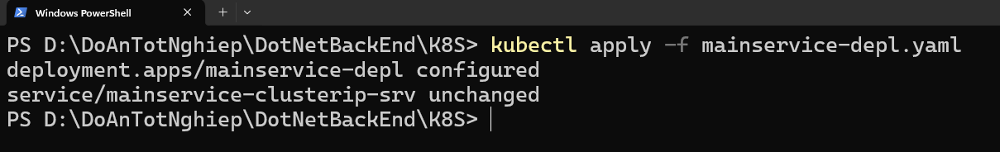 Windows PowerShell
PS D:\DoAnTotNghiep\DotNetBackEnd\K8S> kubectl apply -f mainservice-depl.yaml
deployment.apps/mainservice-depl configured
service/mainservice-clusterip-srv unchanged
PS D:\DoAnTotNghiep\DotNetBackEnd\K8S>